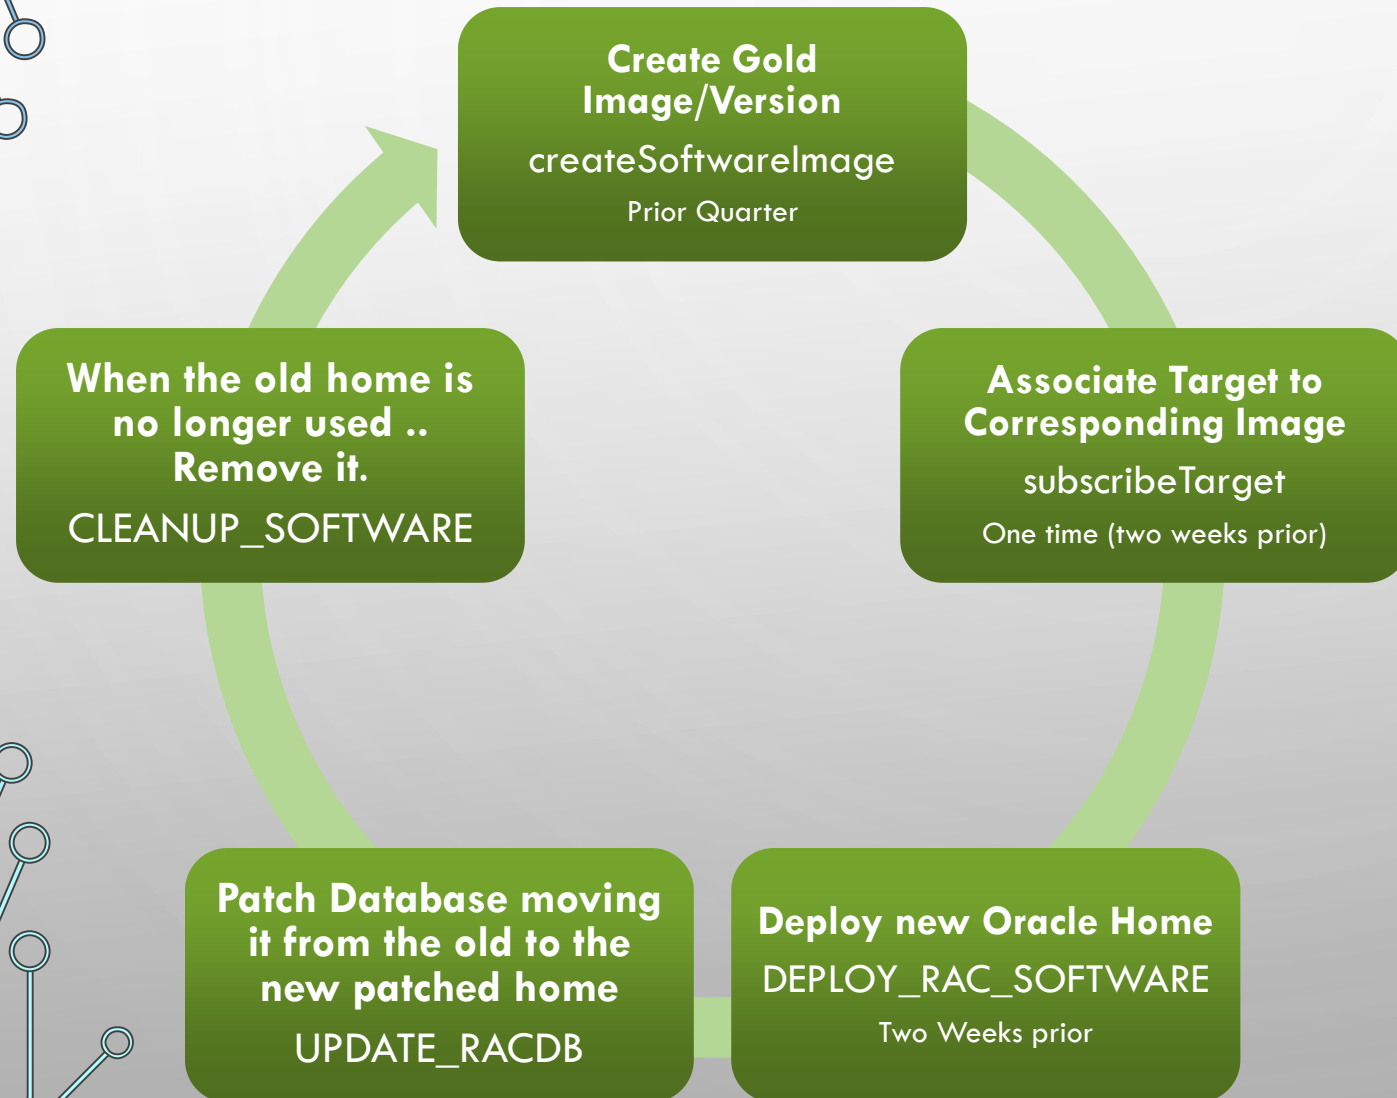 Create Gold
Image/Version
createSoftwareImage
Prior Quarter
Associate Target to
Corresponding Image
subscribeTarget
One time (two weeks prior)
Deploy new Oracle Home
DEPLOY_RAC_SOFTWARE
Two Weeks prior
Patch Database moving
it from the old to the
new patched home
UPDATE_RACDB
When the old home is
no longer used ..
Remove it.
CLEANUP_SOFTWARE